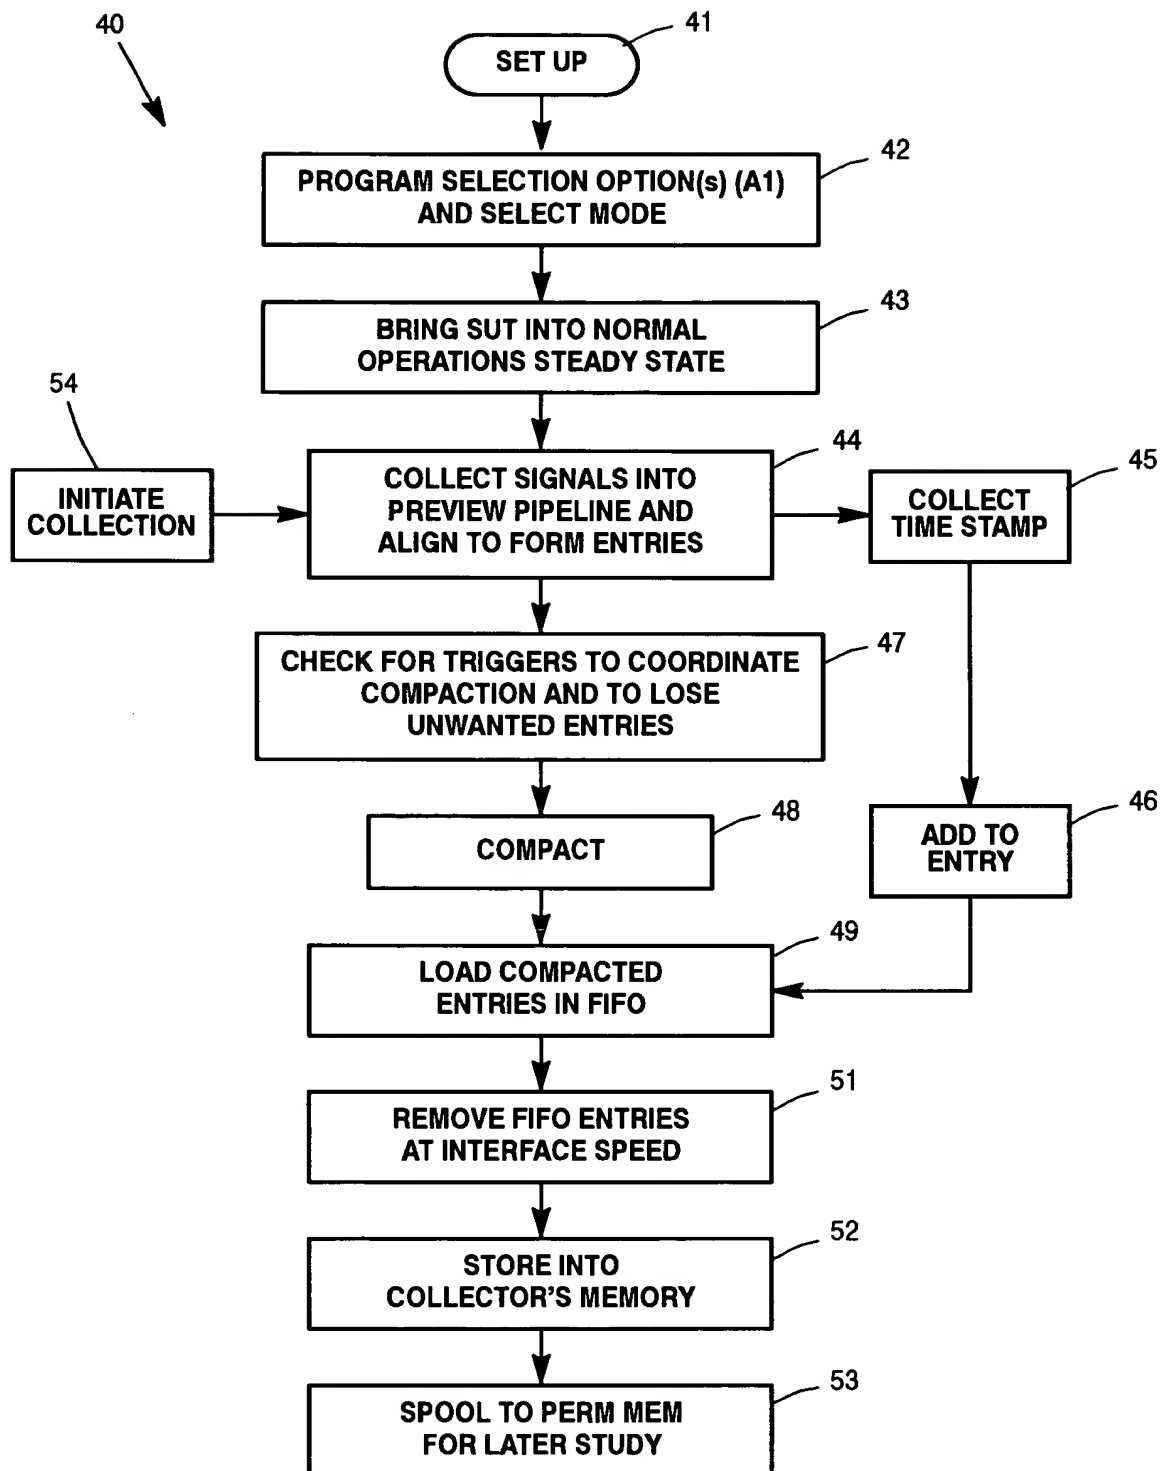 40
41
SET UP
42
PROGRAM SELECTION OPTION(s) (A1)
AND SELECT MODE
43
BRING SUT INTO NORMAL
OPERATIONS STEADY STATE
54
INITIATE
COLLECTION
44
COLLECT SIGNALS INTO
PREVIEW PIPELINE AND
ALIGN TO FORM ENTRIES
45
COLLECT
TIME STAMP
47
CHECK FOR TRIGGERS TO COORDINATE
COMPACTION AND TO LOSE
UNWANTED ENTRIES
48
COMPACT
46
ADD TO
ENTRY
49
LOAD COMPACTED
ENTRIES IN FIFO
51
REMOVE FIFO ENTRIES
AT INTERFACE SPEED
52
STORE INTO
COLLECTOR'S MEMORY
53
SPOOL TO PERM MEM
FOR LATER STUDY